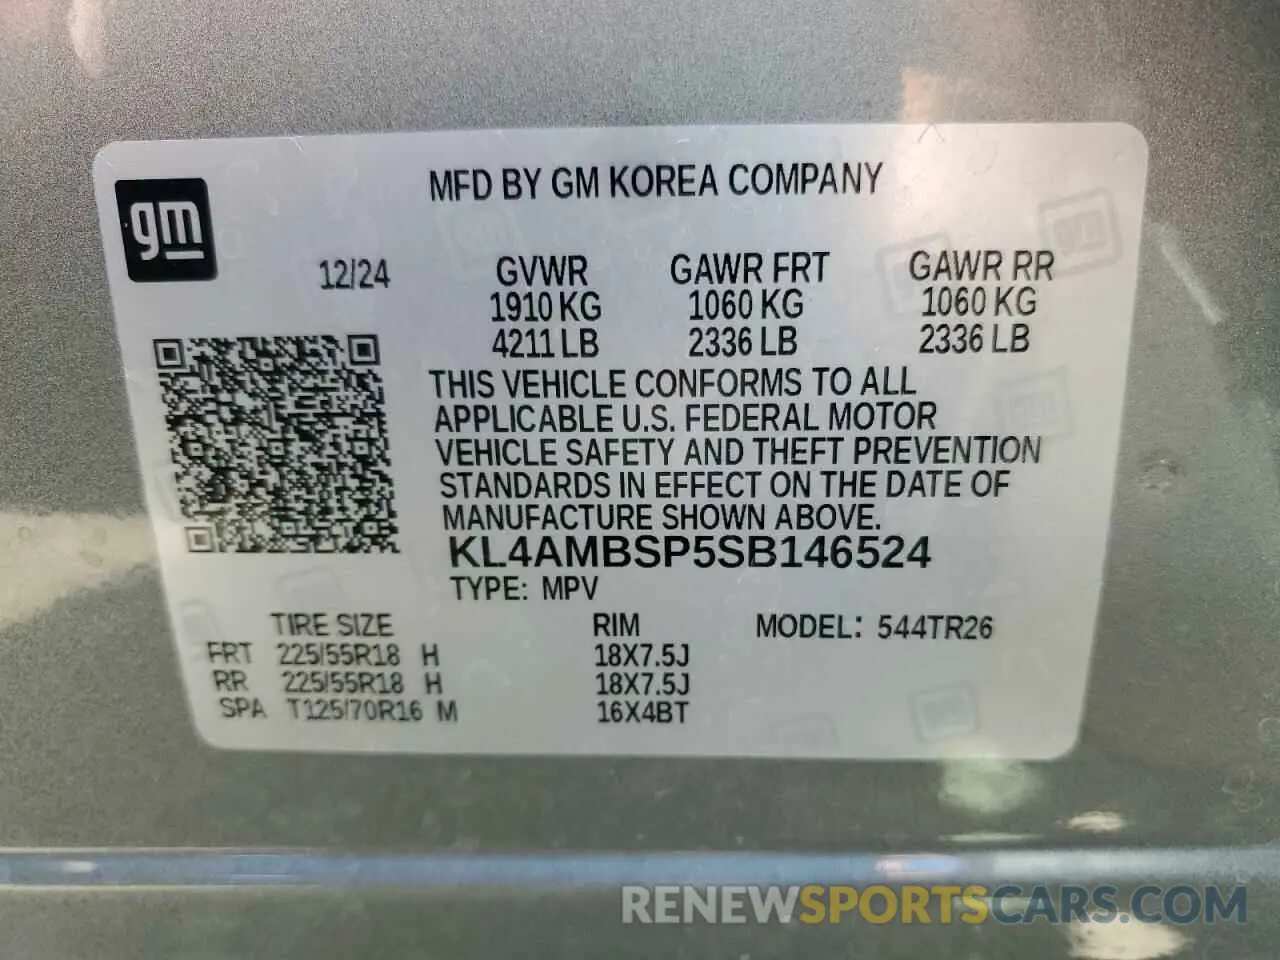 MFD BY GM KOREA COMPANY
gm
12/24 GVWR GAWR FRT GAWR RR
1910 KG 1060 KG 1060 KG
4211 LB 2336 LB 2336 LB
THIS VEHICLE CONFORMS TO ALL
APPLICABLE U.S. FEDERAL MOTOR
VEHICLE SAFETY AND THEFT PREVENTION
STANDARDS IN EFFECT ON THE DATE OF
MANUFACTURE SHOWN ABOVE.
KL4AMBSP5SB146524
TYPE: MPV
TIRE SIZE RIM MODEL: 544TR26
FRT 225/55R18 H 18X7.5J
RR 225/55R18 H 18X7.5J
SPA T125/70R16 M 16X4BT
RENEWSPORTSCARS.COM